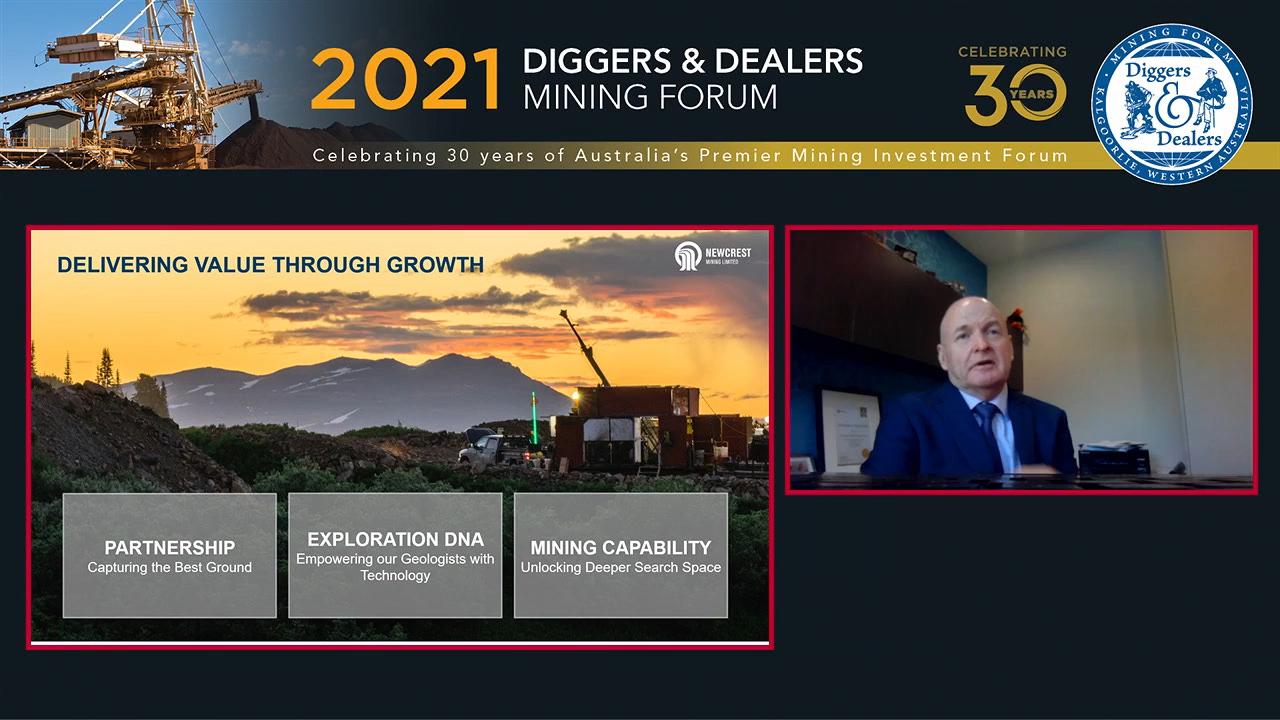 2021 DIGGERS & DEALERS
MINING FORUM
CELEBRATING
30 YEARS
Celebrating 30 years of Australia's Premier Mining Investment Forum
MINING FORUM
Diggers
&
Dealers
KALGOORLIE, WESTERN AUSTRALIA
DELIVERING VALUE THROUGH GROWTH
NEWCREST
MINING LIMITED
PARTNERSHIP
Capturing the Best Ground
EXPLORATION DNA
Empowering our Geologists with
Technology
MINING CAPABILITY
Unlocking Deeper Search Space